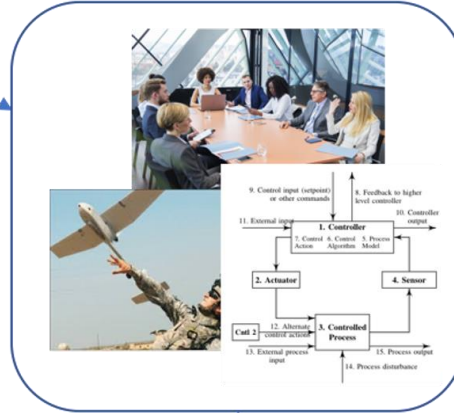 9. Control input (setpoint)
or other commands
8. Feedback to higher
level controller
11. External input
10. Controller
output
1. Controller
7. Control
Action
6. Control
Algorithm
5. Process
Model
2. Actuator
4. Sensor
Cntl 2
12. Alternate
control actions
3. Controlled
Process
13. External process
input
15. Process output
14. Process disturbance